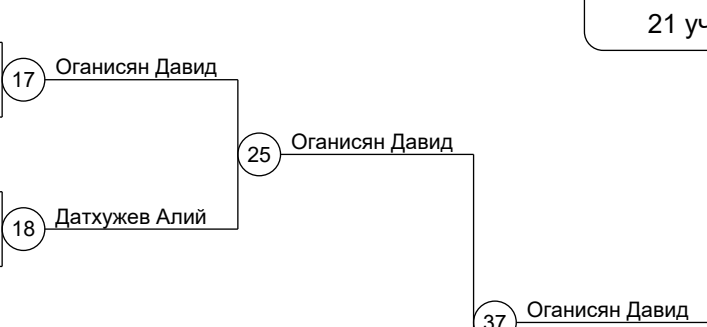 21 уч
17 Оганисян Давид
25 Оганисян Давид
18 Датхужев Алий
37 Оганисян Давид